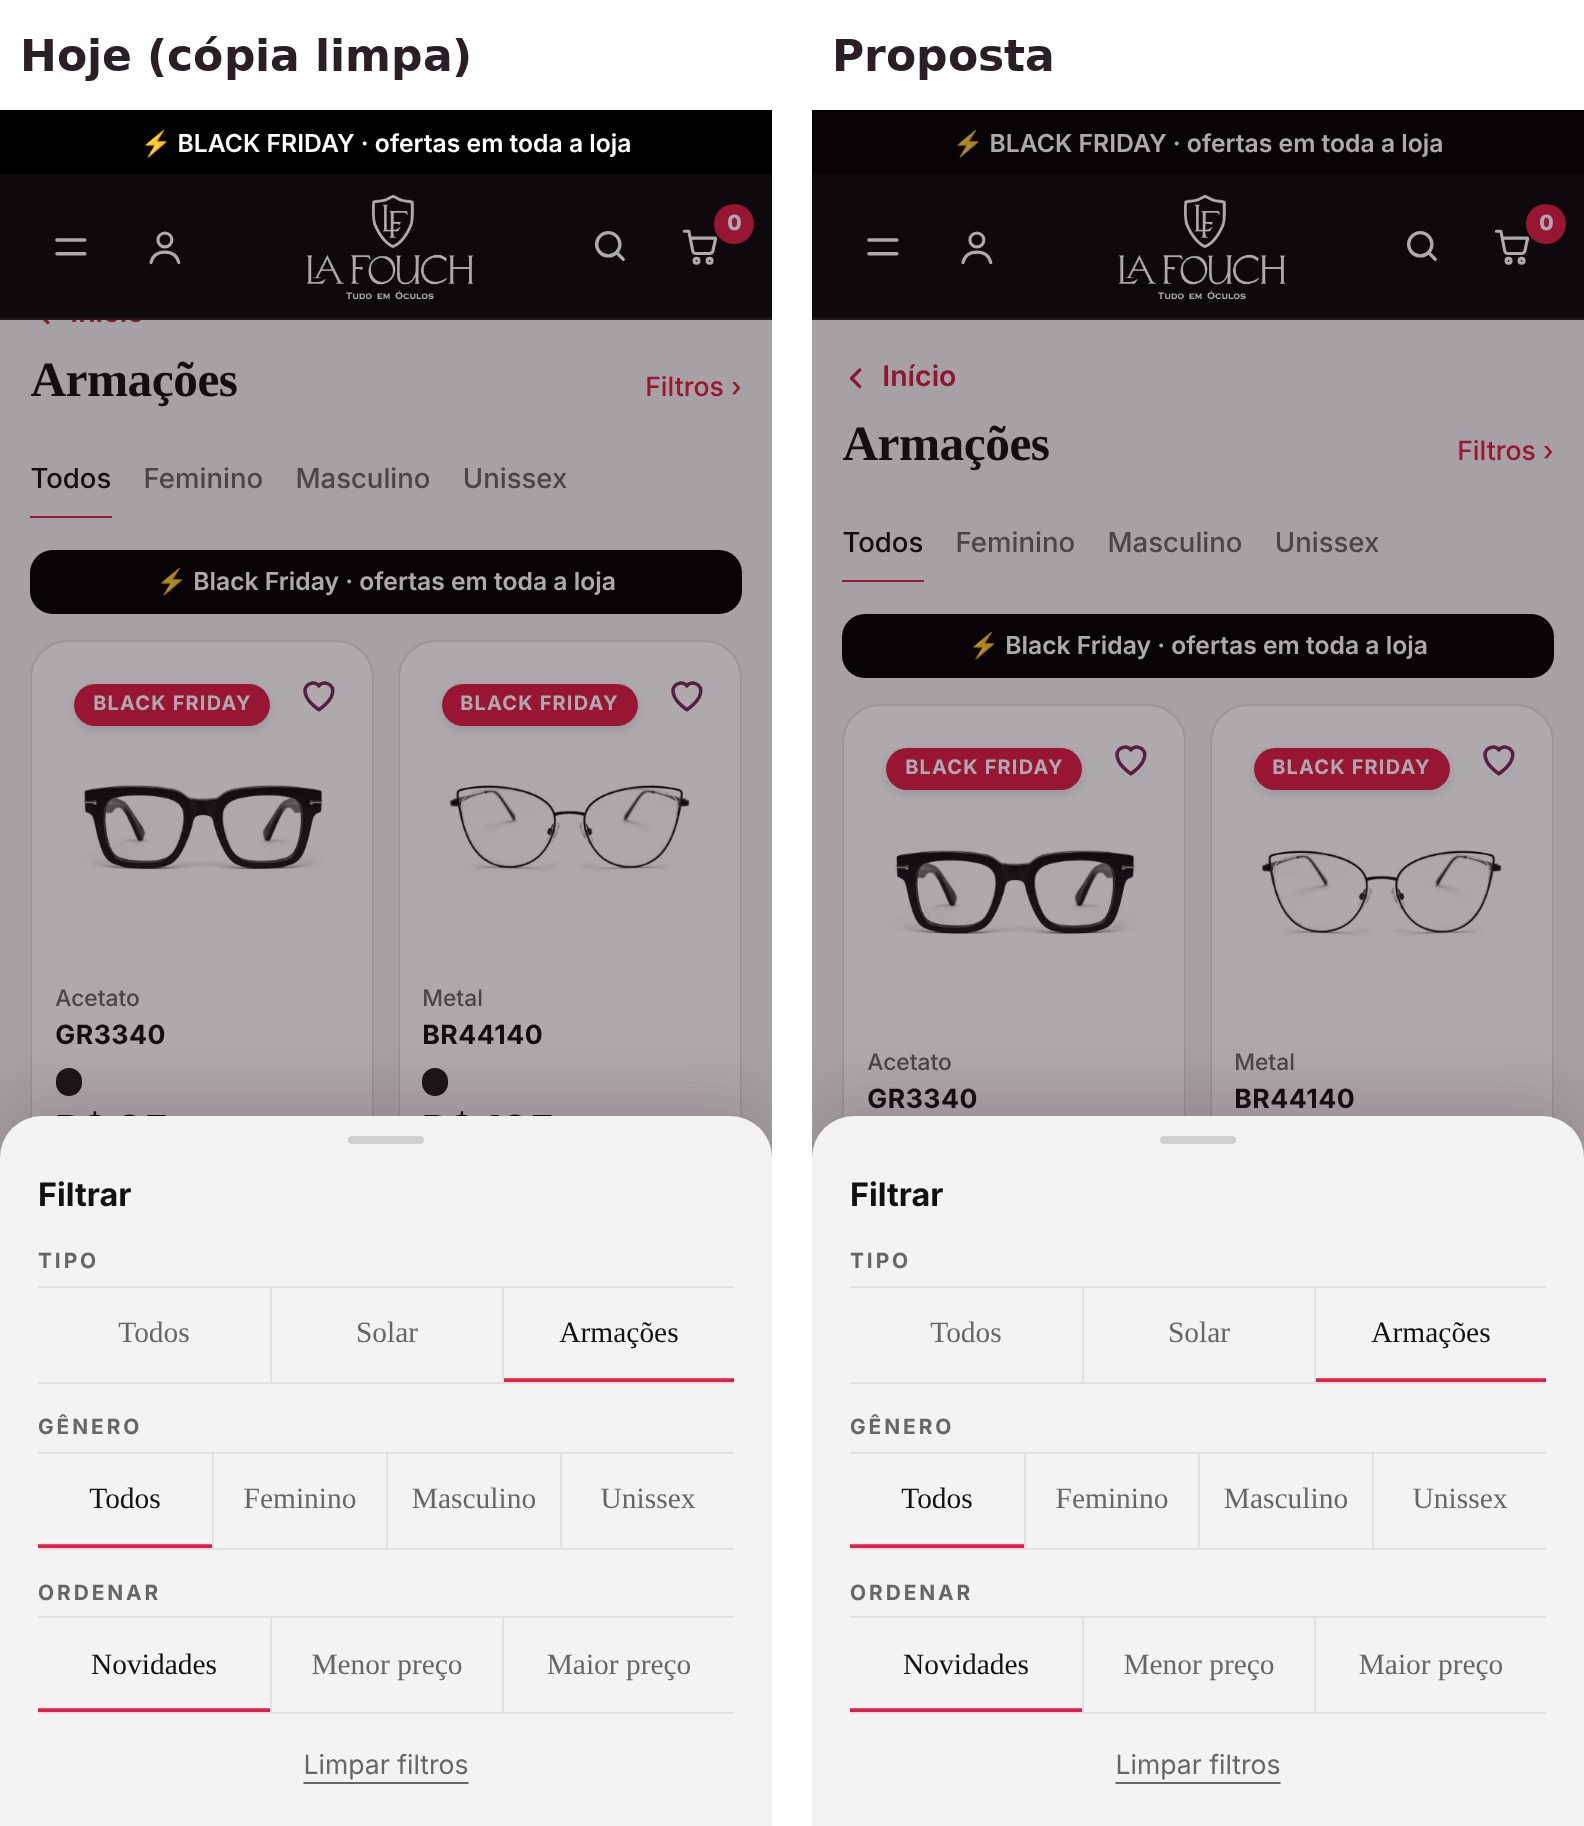 Hoje (cópia limpa)
⚡ BLACK FRIDAY · ofertas em toda a loja
LF
LA FOUCH
TUDO EM ÓCULOS
0
Início
Armações
Filtros ›
Todos Feminino Masculino Unissex
⚡ Black Friday · ofertas em toda a loja
BLACK FRIDAY
BLACK FRIDAY
Acetato
GR3340
Metal
BR44140
Filtrar
TIPO
Todos Solar Armações
GÊNERO
Todos Feminino Masculino Unissex
ORDENAR
Novidades Menor preço Maior preço
Limpar filtros
Proposta
⚡ BLACK FRIDAY · ofertas em toda a loja
LF
LA FOUCH
TUDO EM ÓCULOS
0
Início
Armações
Filtros ›
Todos Feminino Masculino Unissex
⚡ Black Friday · ofertas em toda a loja
BLACK FRIDAY
BLACK FRIDAY
Acetato
GR3340
Metal
BR44140
Filtrar
TIPO
Todos Solar Armações
GÊNERO
Todos Feminino Masculino Unissex
ORDENAR
Novidades Menor preço Maior preço
Limpar filtros